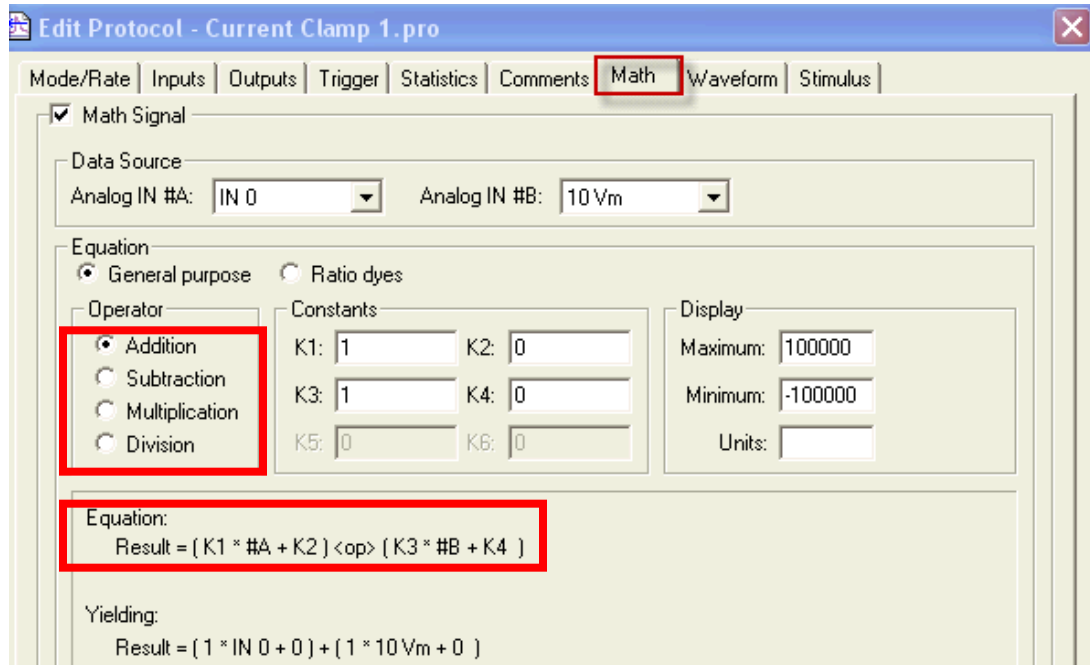 Edit Protocol - Current Clamp 1.pro
Mode/Rate Inputs Outputs Trigger Statistics Comments Math Waveform Stimulus
Math Signal
Data Source
Analog IN #A: IN 0 Analog IN #B: 10 Vm
Equation
General purpose Ratio dyes
Operator
Addition
Subtraction
Multiplication
Division
Constants
K1: 1 K2: 0
K3: 1 K4: 0
K5: 0 K6: 0
Display
Maximum: 100000
Minimum: -100000
Units:
Equation:
Result = ( K1 * #A + K2 ) <op> ( K3 * #B + K4 )
Yielding:
Result = ( 1 * IN 0 + 0 ) + ( 1 * 10 Vm + 0 )